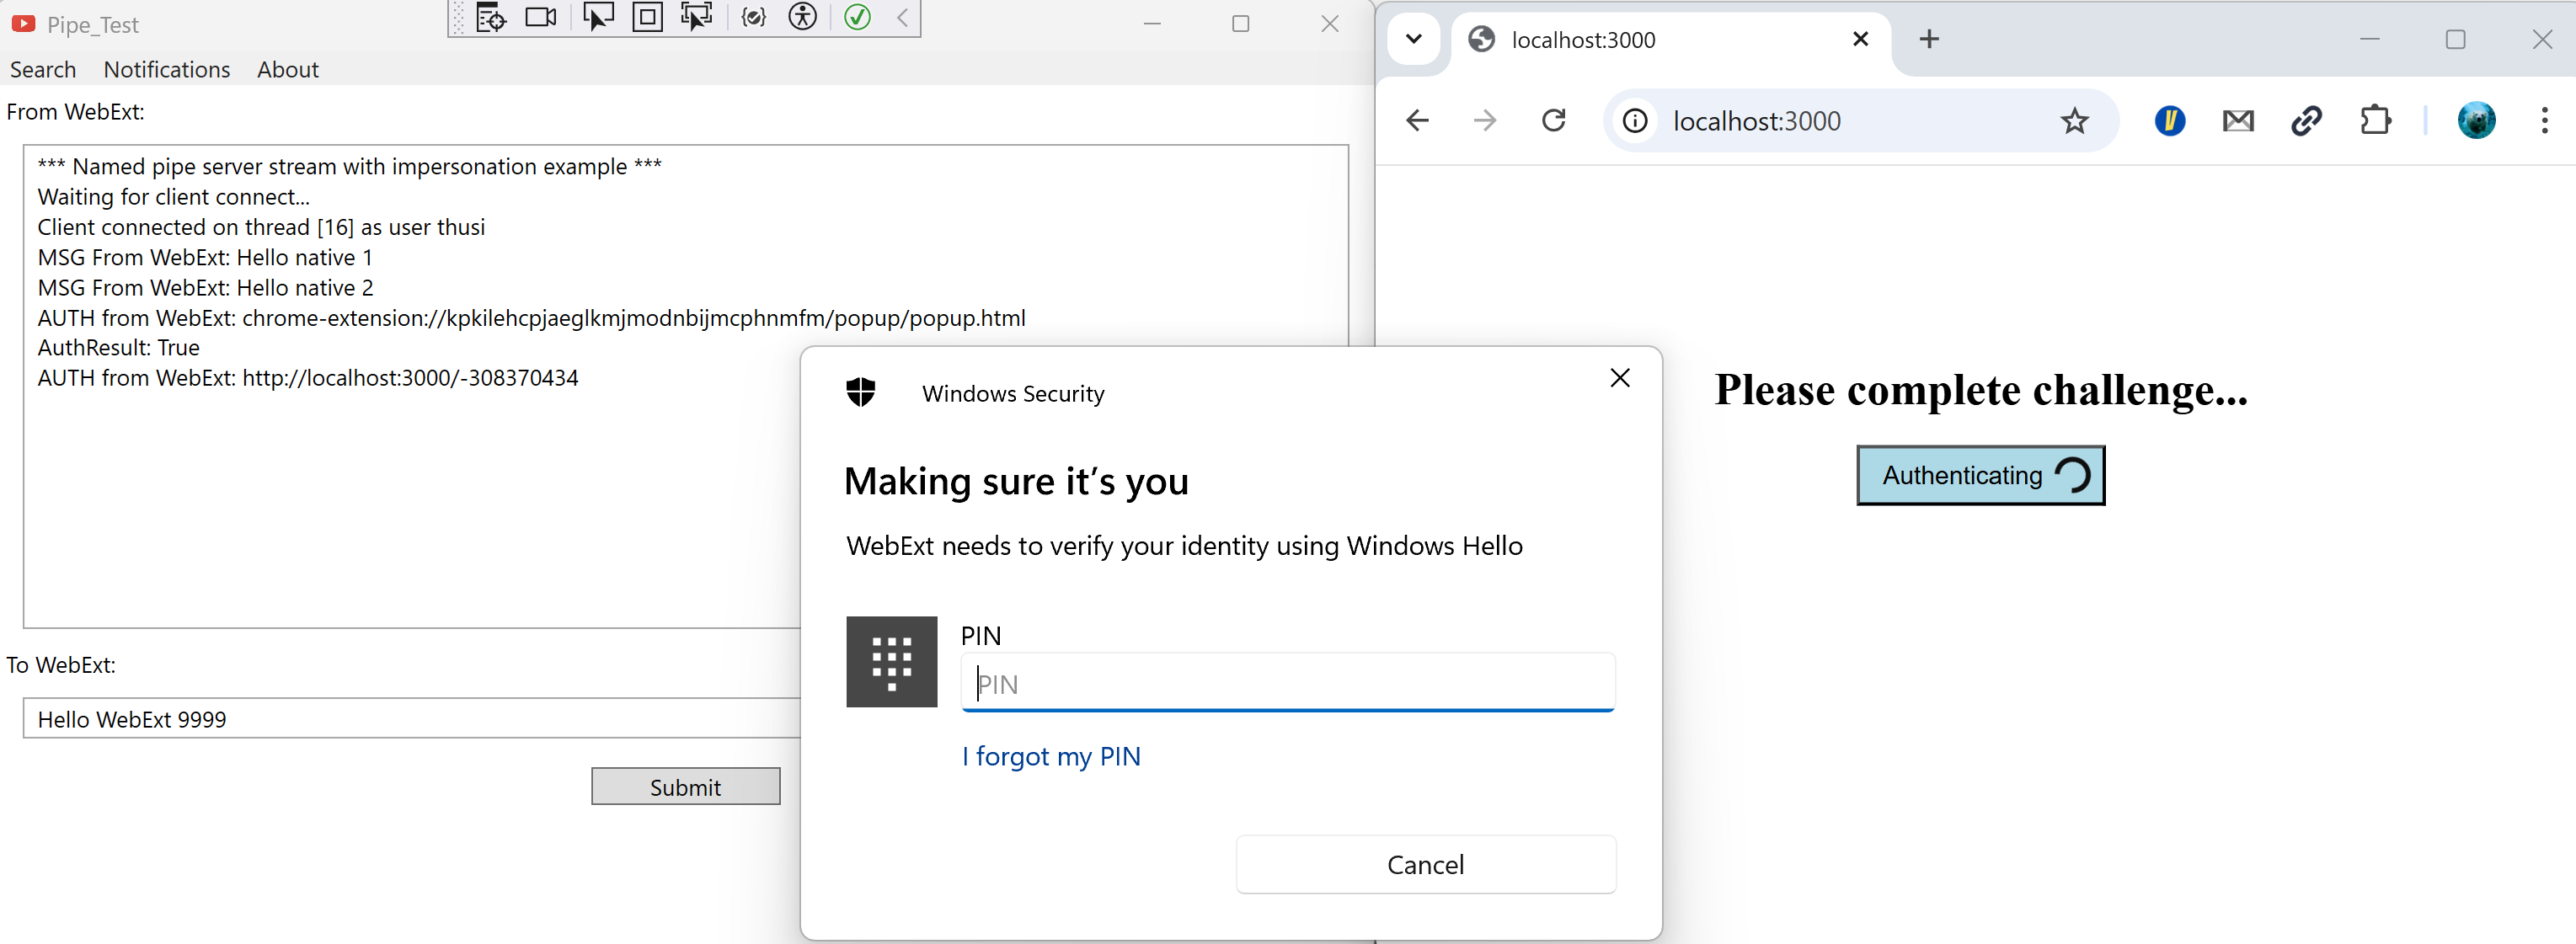 Pipe_Test
Search Notifications About
From WebExt:
*** Named pipe server stream with impersonation example ***
Waiting for client connect...
Client connected on thread [16] as user thusi
MSG From WebExt: Hello native 1
MSG From WebExt: Hello native 2
AUTH from WebExt: chrome-extension://kpkilehcpjaeglkmjmodnbijmcphnmfm/popup/popup.html
AuthResult: True
AUTH from WebExt: http://localhost:3000/-308370434
To WebExt:
Hello WebExt 9999
Submit
Windows Security
Making sure it's you
WebExt needs to verify your identity using Windows Hello
PIN
PIN
I forgot my PIN
Cancel
localhost:3000
localhost:3000
Please complete challenge...
Authenticating